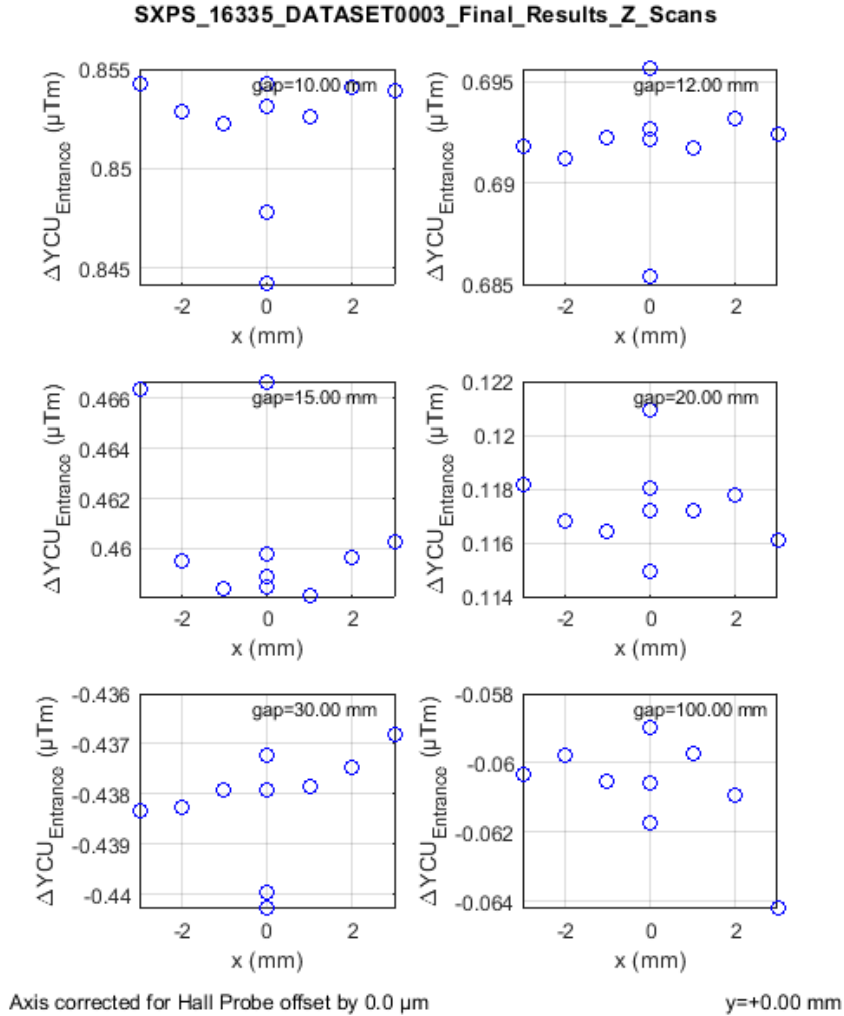 SXPS_16335_DATASET0003_Final_Results_Z_Scans
ΔYCU_Entrance (μTm)
0.855
0.85
0.845
gap=10.00 mm
-2 0 2
x (mm)
ΔYCU_Entrance (μTm)
0.695
0.69
0.685
gap=12.00 mm
-2 0 2
x (mm)
ΔYCU_Entrance (μTm)
0.466
0.464
0.462
0.46
gap=15.00 mm
-2 0 2
x (mm)
ΔYCU_Entrance (μTm)
0.122
0.12
0.118
0.116
0.114
gap=20.00 mm
-2 0 2
x (mm)
ΔYCU_Entrance (μTm)
-0.436
-0.437
-0.438
-0.439
-0.44
gap=30.00 mm
-2 0 2
x (mm)
ΔYCU_Entrance (μTm)
-0.058
-0.06
-0.062
-0.064
gap=100.00 mm
-2 0 2
x (mm)
Axis corrected for Hall Probe offset by 0.0 μm
y=+0.00 mm